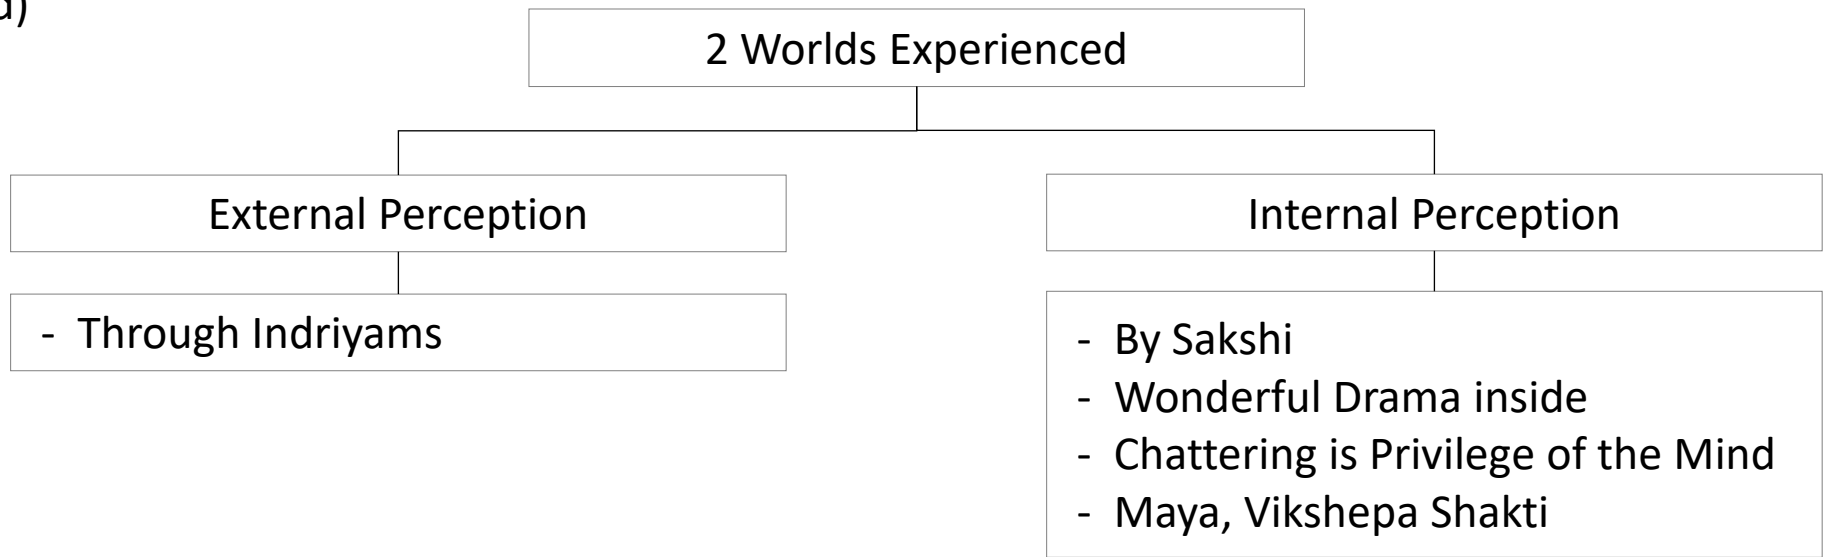 d)
2 Worlds Experienced
External Perception
- Through Indriyams
Internal Perception
- By Sakshi
- Wonderful Drama inside
- Chattering is Privilege of the Mind
- Maya, Vikshepa Shakti